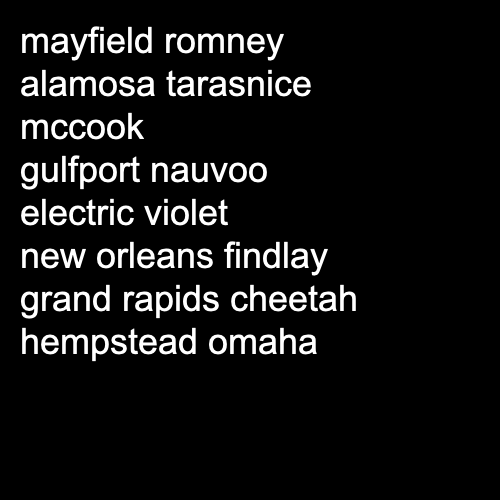 mayfield romney
alamosa tarasnice
mccook
gulfport nauvoo
electric violet
new orleans findlay
grand rapids cheetah
hempstead omaha